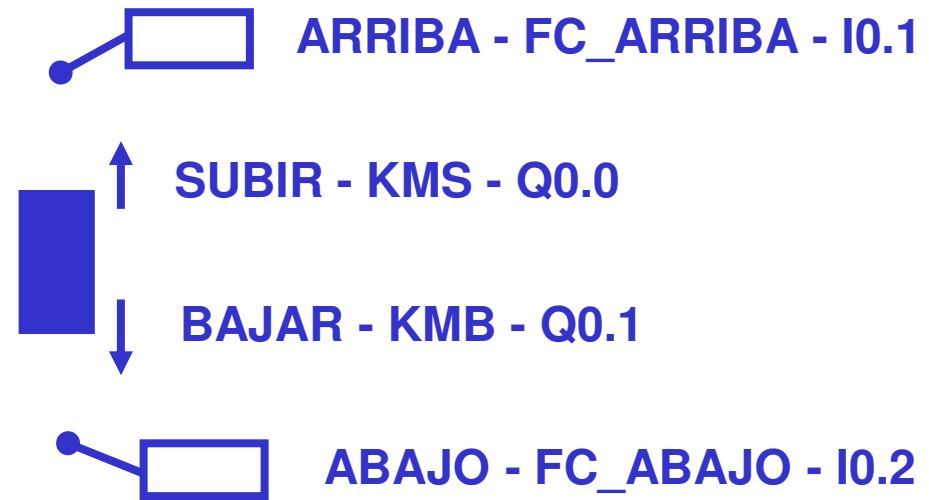 ARRIBA - FC_ARRIBA - I0.1
SUBIR - KMS - Q0.0
BAJAR - KMB - Q0.1
ABAJO - FC_ABAJO - I0.2